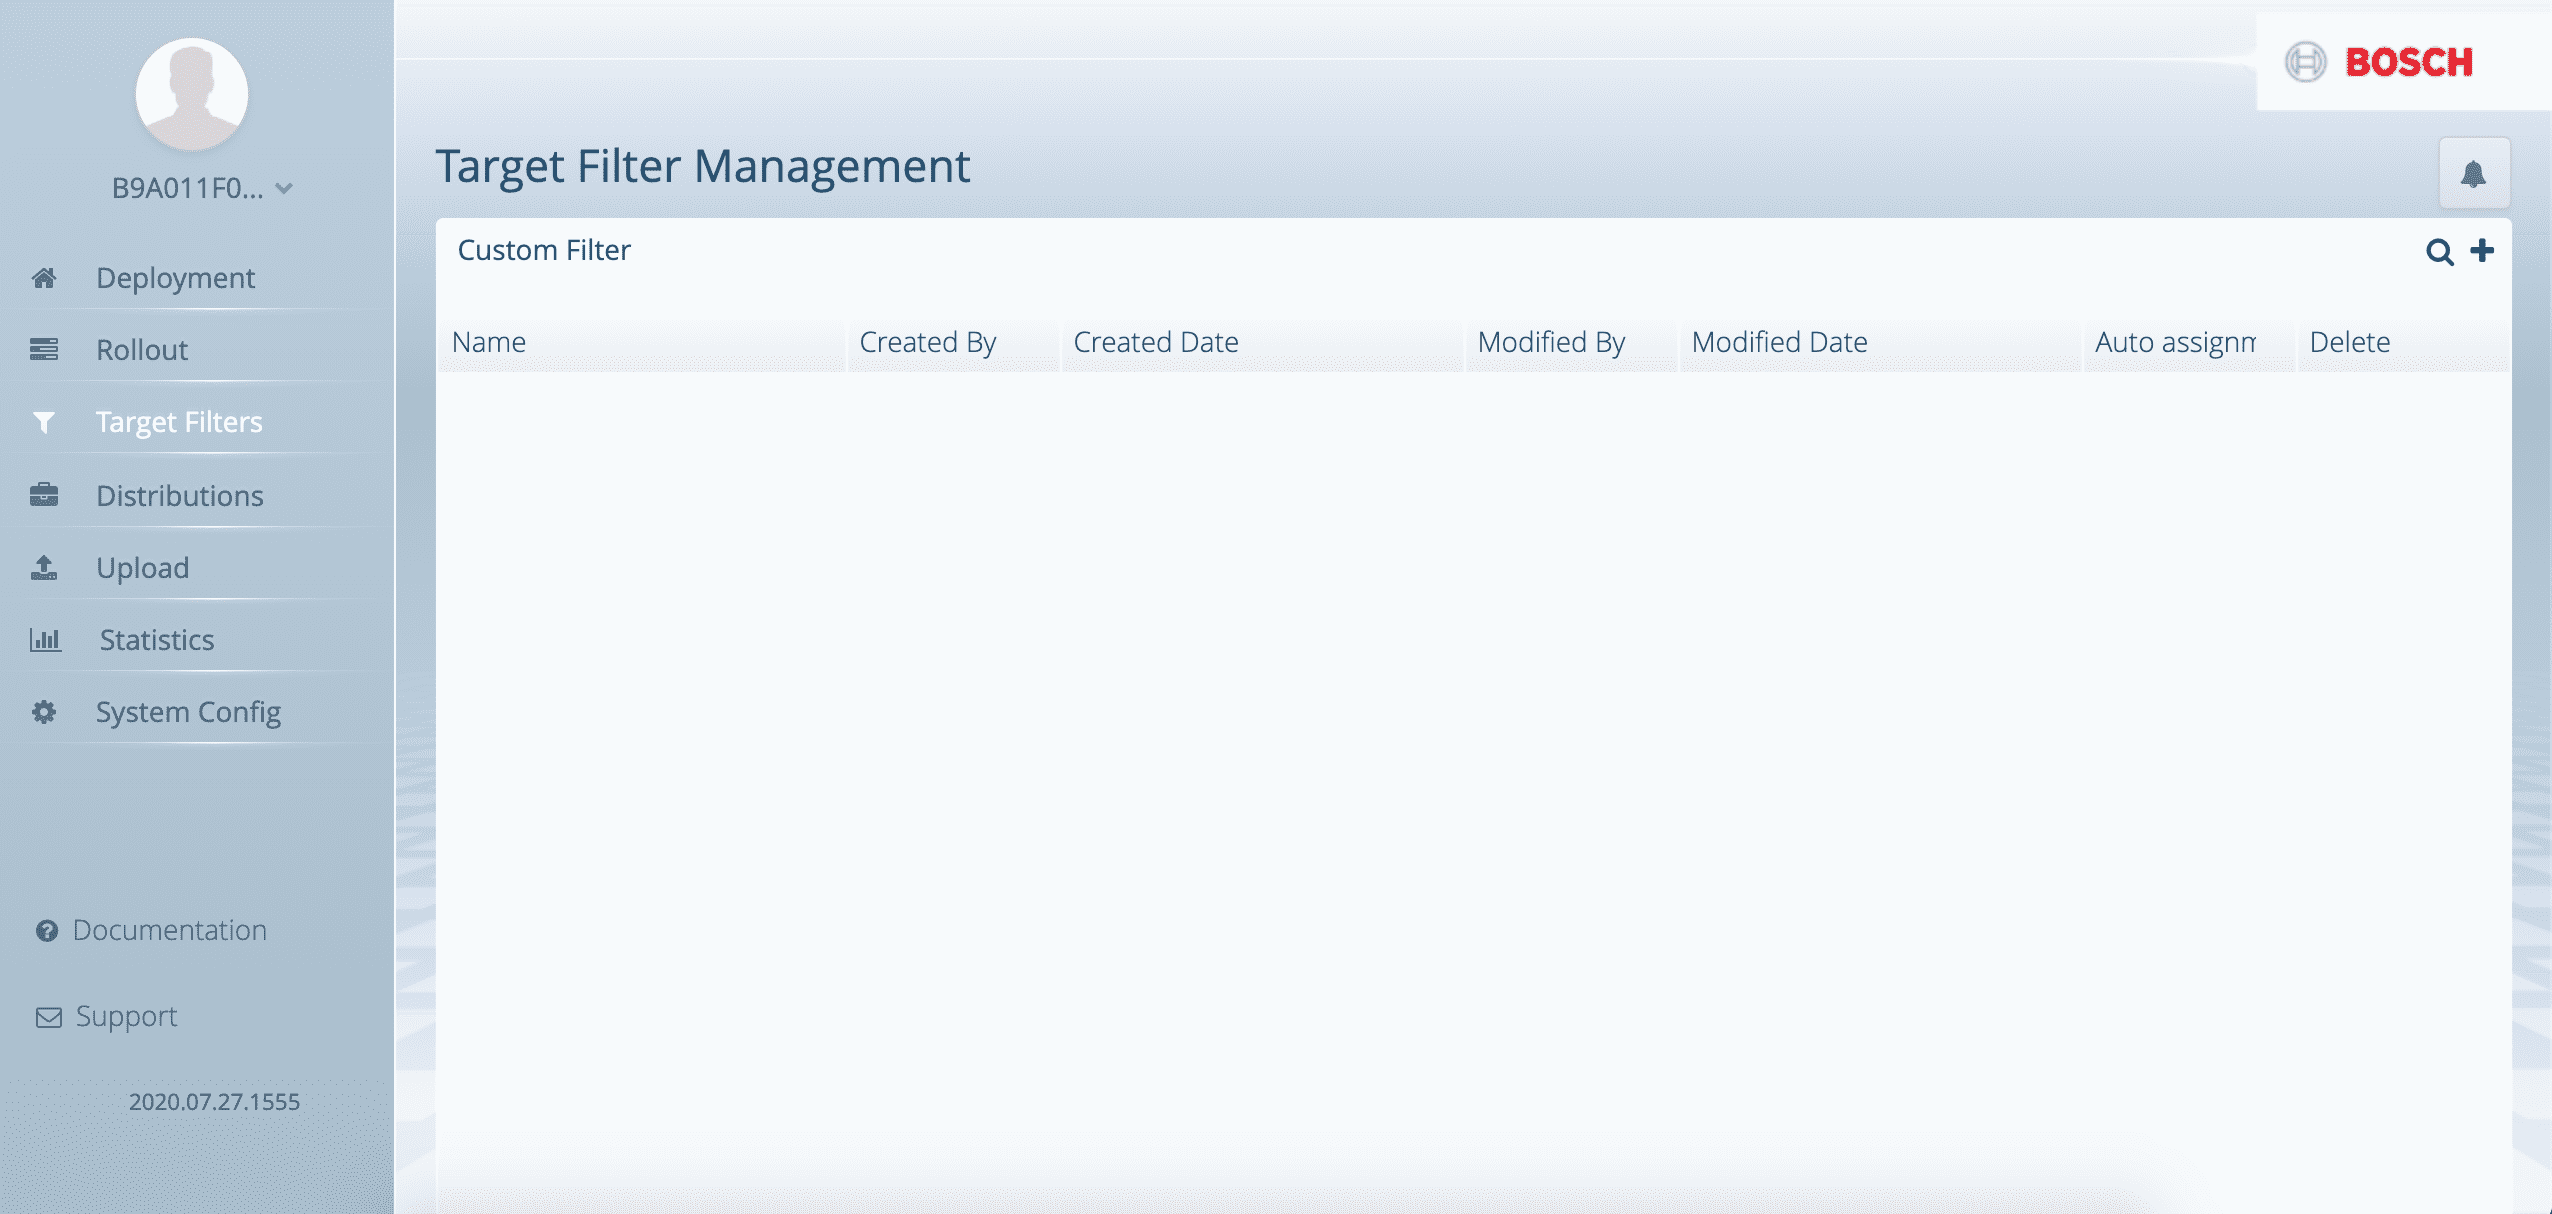 B9A011F0...
Deployment
Rollout
Target Filters
Distributions
Upload
Statistics
System Config
Documentation
Support
2020.07.27.1555
BOSCH
Target Filter Management
Custom Filter
Name Created By Created Date Modified By Modified Date Auto assignm Delete